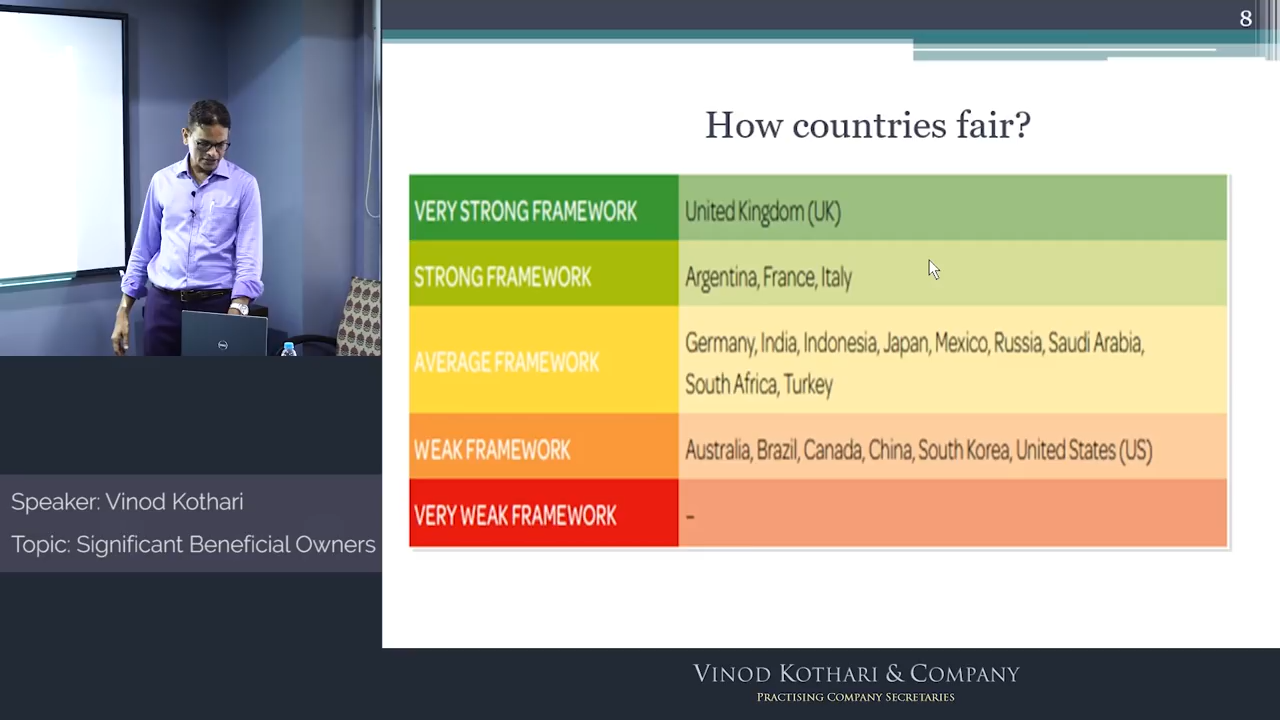 8
How countries fair?
VERY STRONG FRAMEWORK
United Kingdom (UK)
STRONG FRAMEWORK
Argentina, France, Italy
AVERAGE FRAMEWORK
Germany, India, Indonesia, Japan, Mexico, Russia, Saudi Arabia,
South Africa, Turkey
WEAK FRAMEWORK
Australia, Brazil, Canada, China, South Korea, United States (US)
VERY WEAK FRAMEWORK
–
Speaker: Vinod Kothari
Topic: Significant Beneficial Owners
DELL
VINOD KOTHARI & COMPANY
PRACTISING COMPANY SECRETARIES